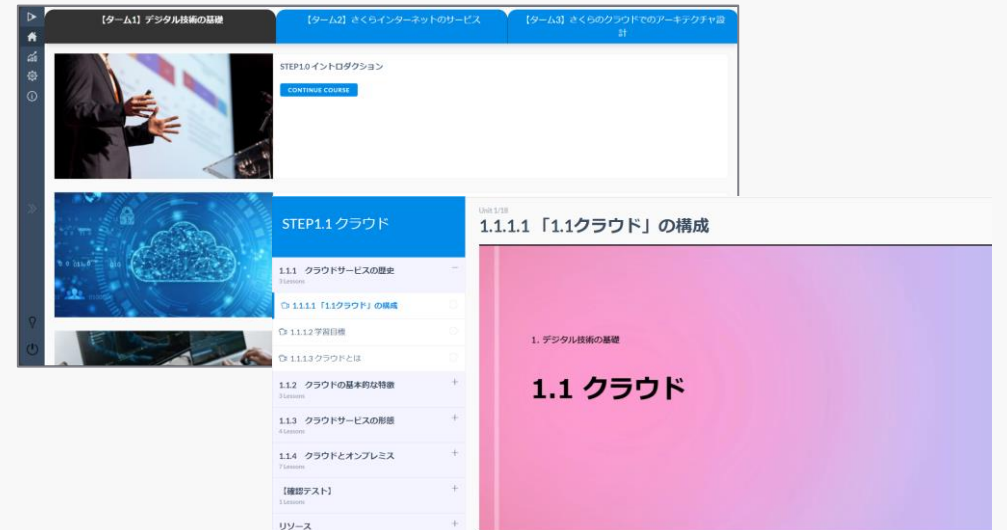 【ターム1】デジタル技術の基礎
【ターム2】さくらインターネットのサービス
【ターム3】さくらのクラウドでのアーキテクチャ設
計
STEP1.0 イントロダクション
CONTINUE COURSE
STEP1.1 クラウド
1.1.1 クラウドサービスの歴史
3 Lessons
1.1.1.1 「1.1クラウド」の構成
1.1.1.2 学習目標
1.1.1.3 クラウドとは
1.1.2 クラウドの基本的な特徴
3 Lessons
1.1.3 クラウドサービスの形態
4 Lessons
1.1.4 クラウドとオンプレミス
7 Lessons
【確認テスト】
1 Lessons
リソース
Unit 1/18
1.1.1.1 「1.1クラウド」の構成
1. デジタル技術の基礎
1.1 クラウド